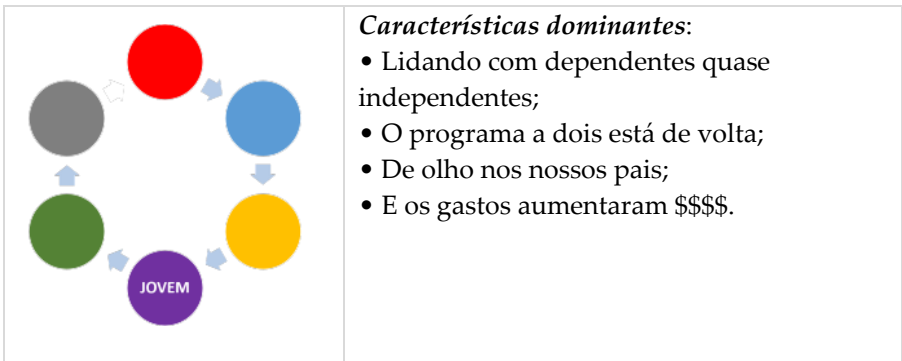 JOVEM
Características dominantes:
• Lidando com dependentes quase
independentes;
• O programa a dois está de volta;
• De olho nos nossos pais;
• E os gastos aumentaram $$$$.